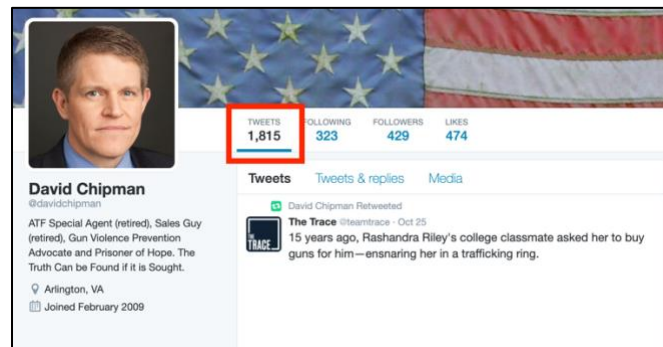 TWEETS FOLLOWING FOLLOWERS LIKES
1,815 323 429 474
Tweets Tweets & replies Media
David Chipman
@davidchipman
ATF Special Agent (retired), Sales Guy
(retired), Gun Violence Prevention
Advocate and Prisoner of Hope. The
Truth Can be Found if it is Sought.
Arlington, VA
Joined February 2009
David Chipman Retweeted
THE TRACE
The Trace @teamtrace · Oct 25
15 years ago, Rashandra Riley's college classmate asked her to buy
guns for him—ensnaring her in a trafficking ring.